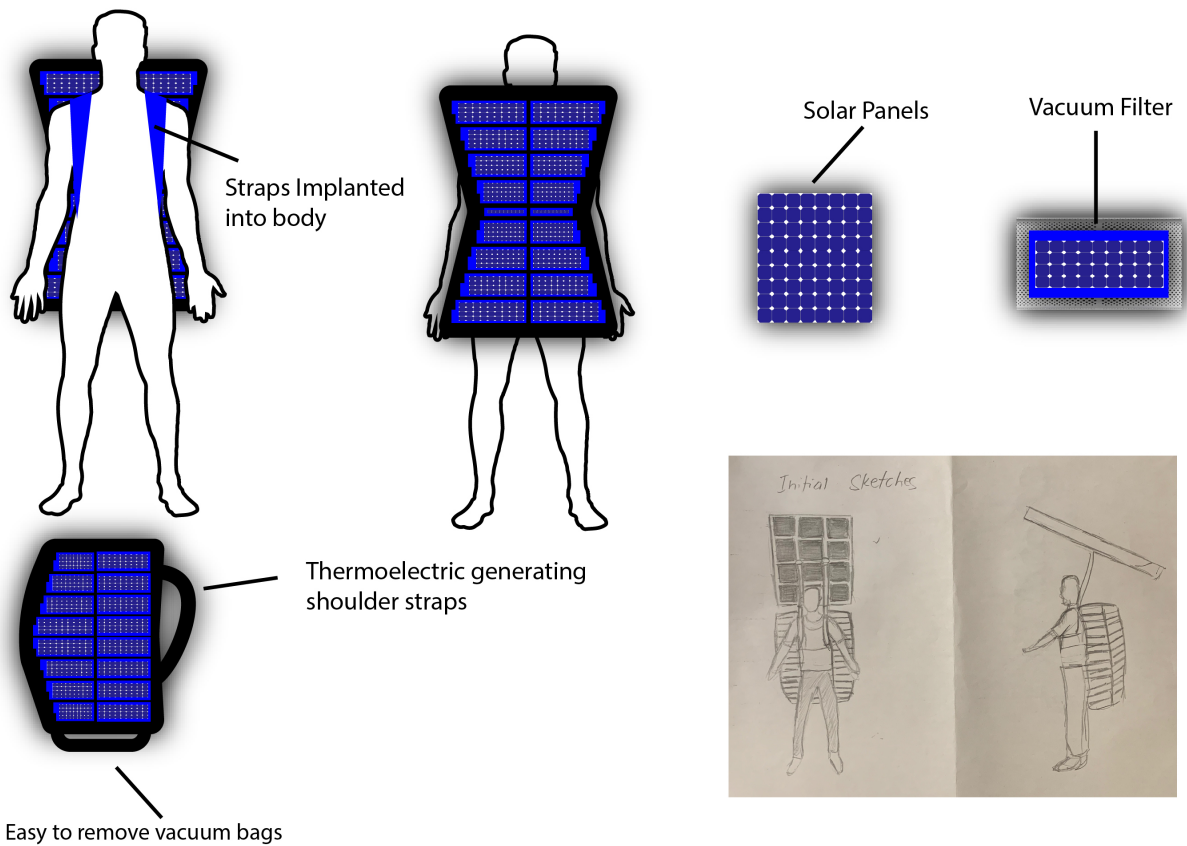 Solar Panels
Vacuum Filter
Straps Implanted
into body
Initial Sketches
Thermoelectric generating
shoulder straps
Easy to remove vacuum bags